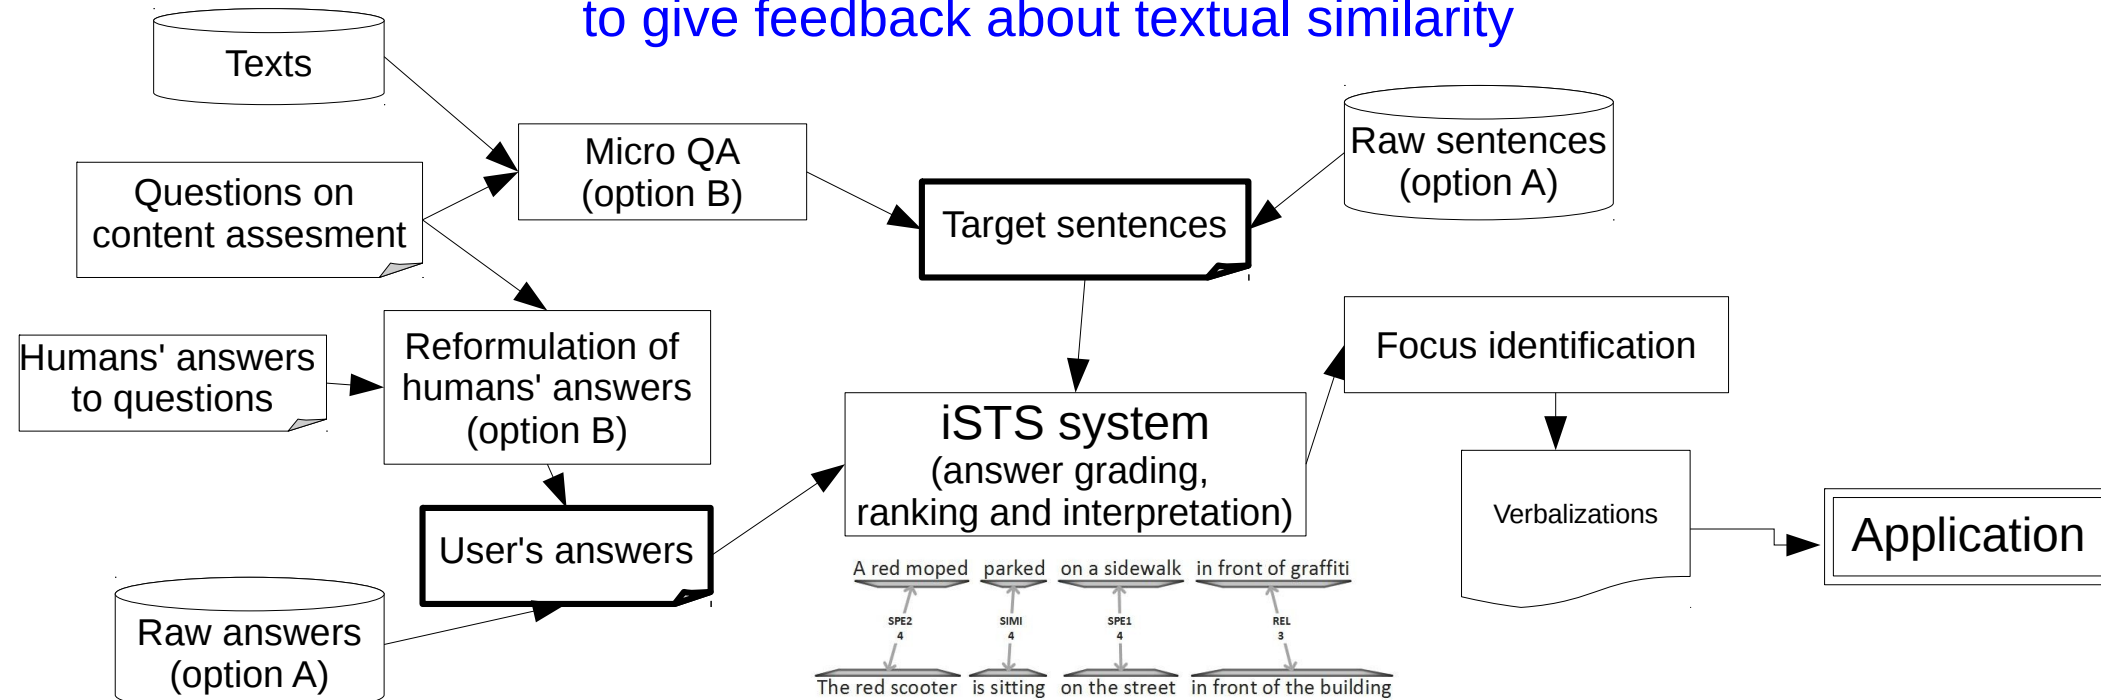 to give feedback about textual similarity
Texts
Micro QA
(option B)
Raw sentences
(option A)
Questions on
content assesment
Target sentences
Humans' answers
to questions
Reformulation of
humans' answers
(option B)
Focus identification
iSTS system
(answer grading,
ranking and interpretation)
User's answers
Verbalizations
Application
Raw answers
(option A)
A red moped parked on a sidewalk in front of graffiti
SPE2 SIMI SPE1 REL
4 4 4 3
The red scooter is sitting on the street in front of the building